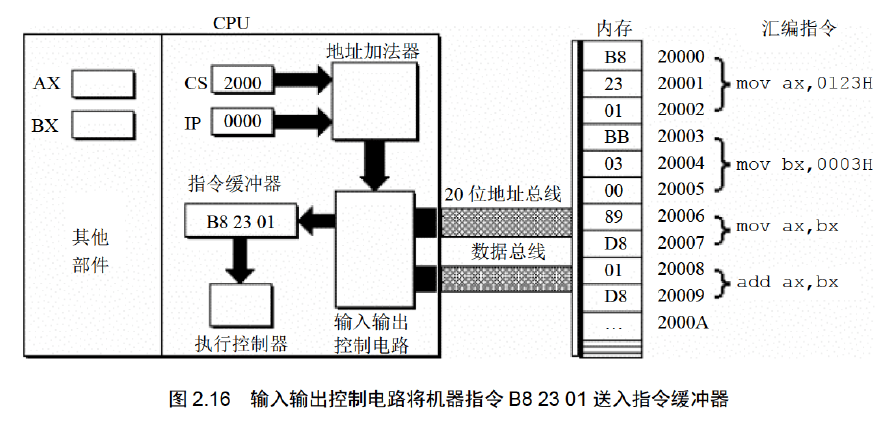 CPU
内存 汇编指令
地址加法器
AX
BX
CS 2000
IP 0000
指令缓冲器
B8 23 01
其他
部件
执行控制器
输入输出
控制电路
20 位地址总线
数据总线
B8 20000
23 20001 mov ax,0123H
01 20002
BB 20003
03 20004 mov bx,0003H
00 20005
89 20006
mov ax,bx
D8 20007
01 20008
add ax,bx
D8 20009
… 2000A
图 2.16 输入输出控制电路将机器指令 B8 23 01 送入指令缓冲器